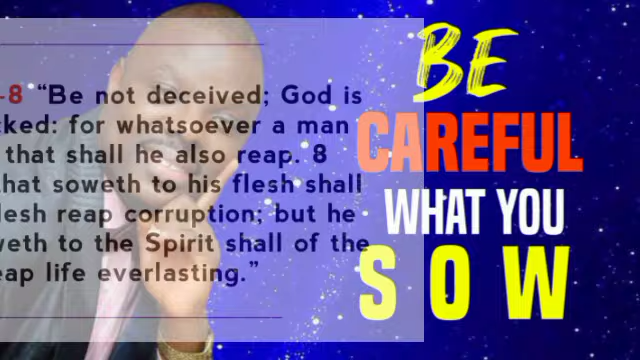 -8 “Be not deceived; God is
cked: for whatsoever a man
that shall he also reap. 8
hat soweth to his flesh shall
lesh reap corruption; but he
weth to the Spirit shall of the
eap life everlasting.”
BE
CAREFUL
WHAT YOU
SOW